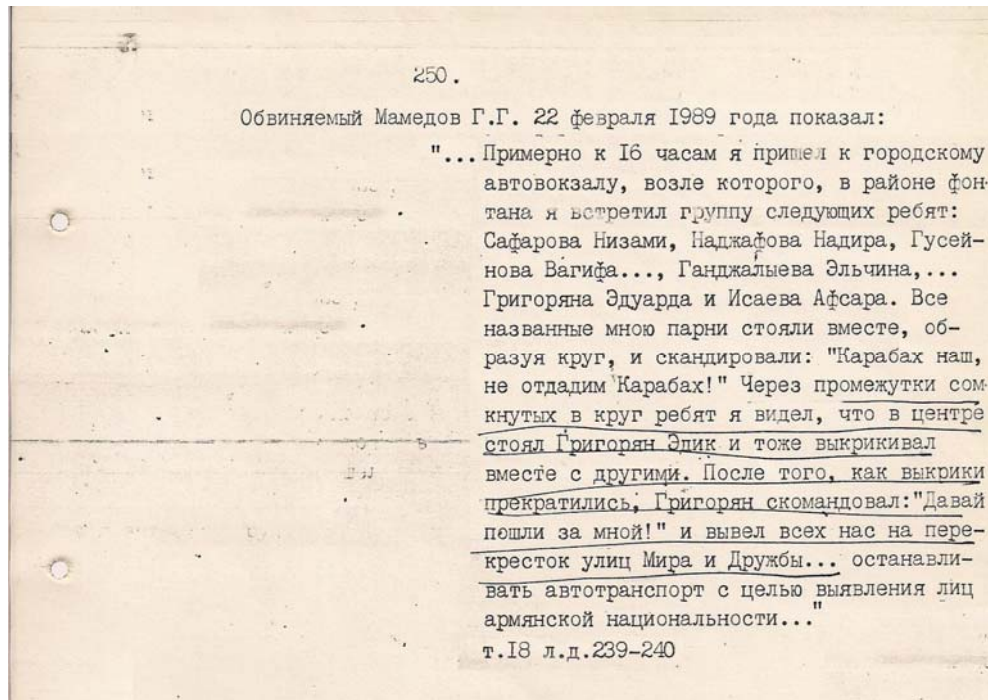 250.
Обвиняемый Мамедов Г.Г. 22 февраля 1989 года показал:
"... Примерно к 16 часам я пришел к городскому
автовокзалу, возле которого, в районе фон-
тана я встретил группу следующих ребят:
Сафарова Низами, Наджафова Надира, Гусей-
нова Вагифа..., Ганджалыева Эльчина,...
Григоряна Эдуарда и Исаева Афсара. Все
названные мною парни стояли вместе, об-
разуя круг, и скандировали: "Карабах наш,
не отдадим Карабах!" Через промежутки сом-
кнутых в круг ребят я видел, что в центре
стоял Григорян Эдик и тоже выкрикивал
вместе с другими. После того, как выкрики
прекратились, Григорян скомандовал:"Давай
пошли за мной!" и вывел всех нас на пере-
кресток улиц Мира и Дружбы... останавли-
вать автотранспорт с целью выявления лиц
армянской национальности..."
т.18 л.д.239-240